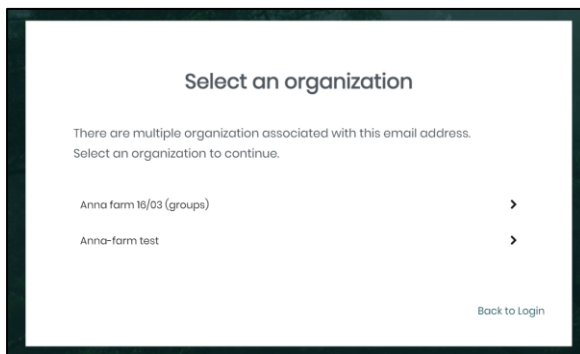 Select an organization
There are multiple organization associated with this email address.
Select an organization to continue.
Anna farm 16/03 (groups)
Anna-farm test
Back to Login